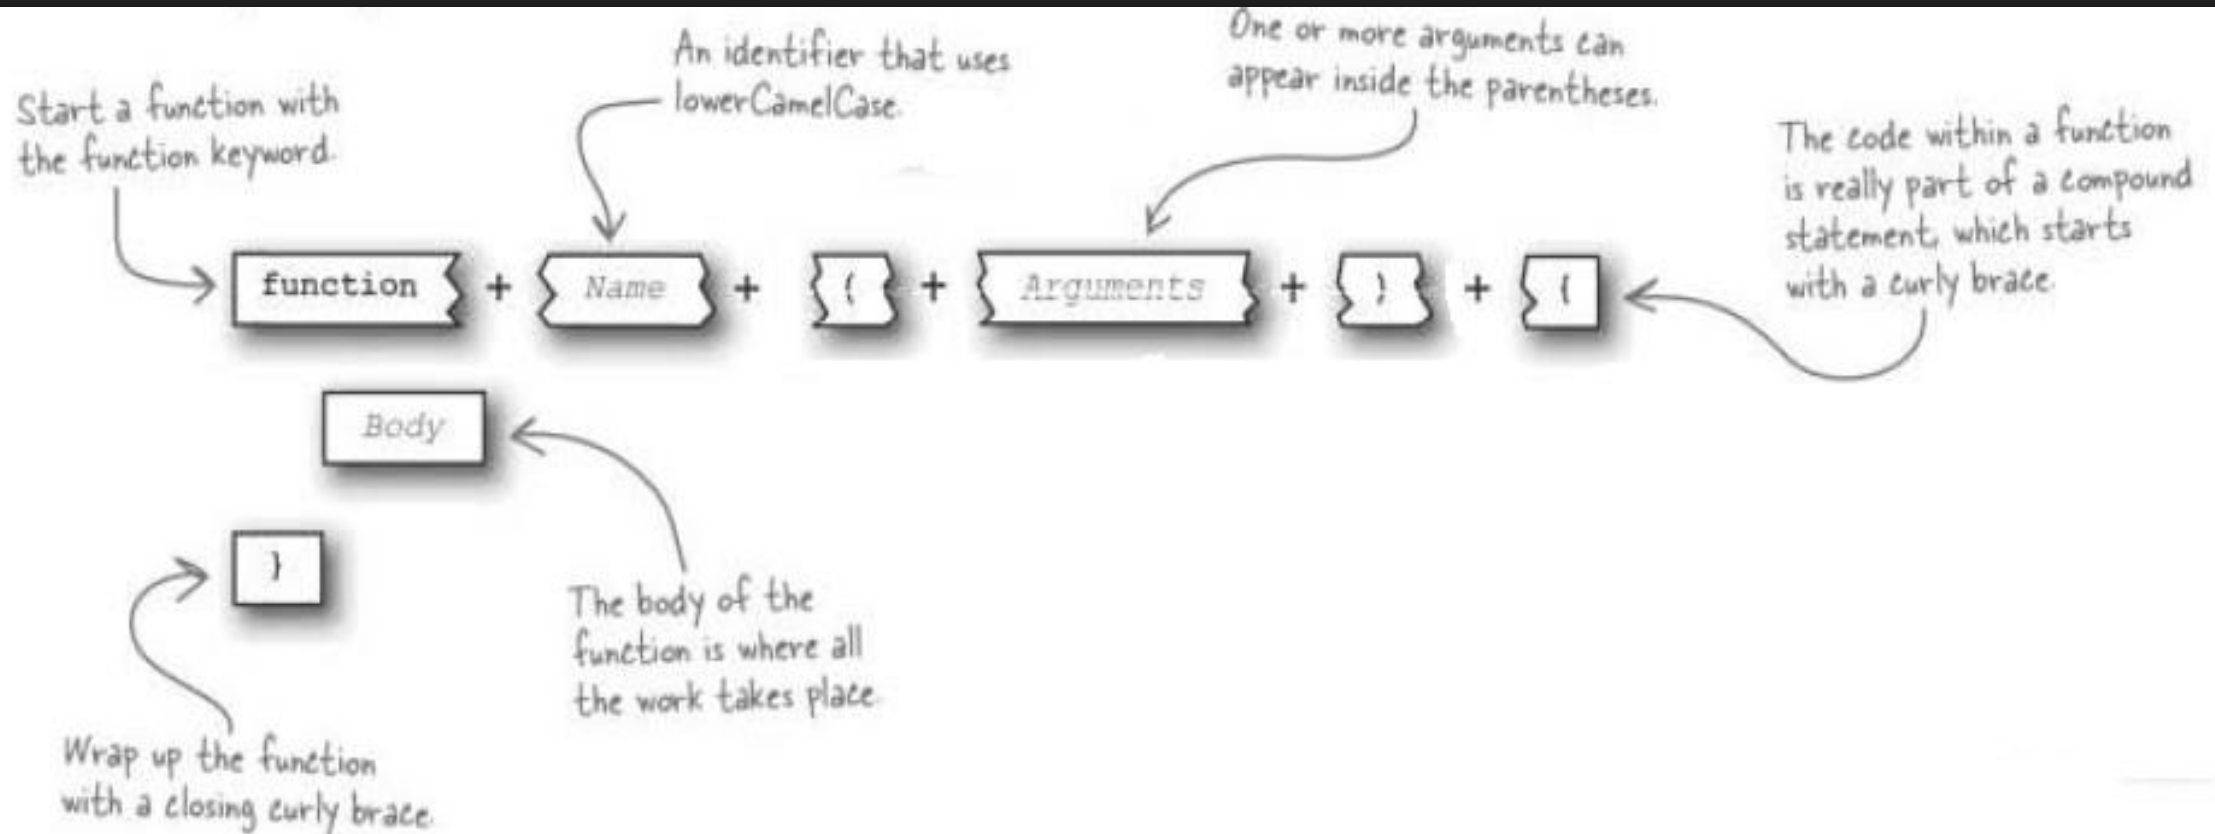 Start a function with
the function keyword.
An identifier that uses
lowerCamelCase.
One or more arguments can
appear inside the parentheses.
The code within a function
is really part of a compound
statement, which starts
with a curly brace.
function + Name + ( + Arguments + ) + {
Body
}
The body of the
function is where all
the work takes place.
Wrap up the function
with a closing curly brace.